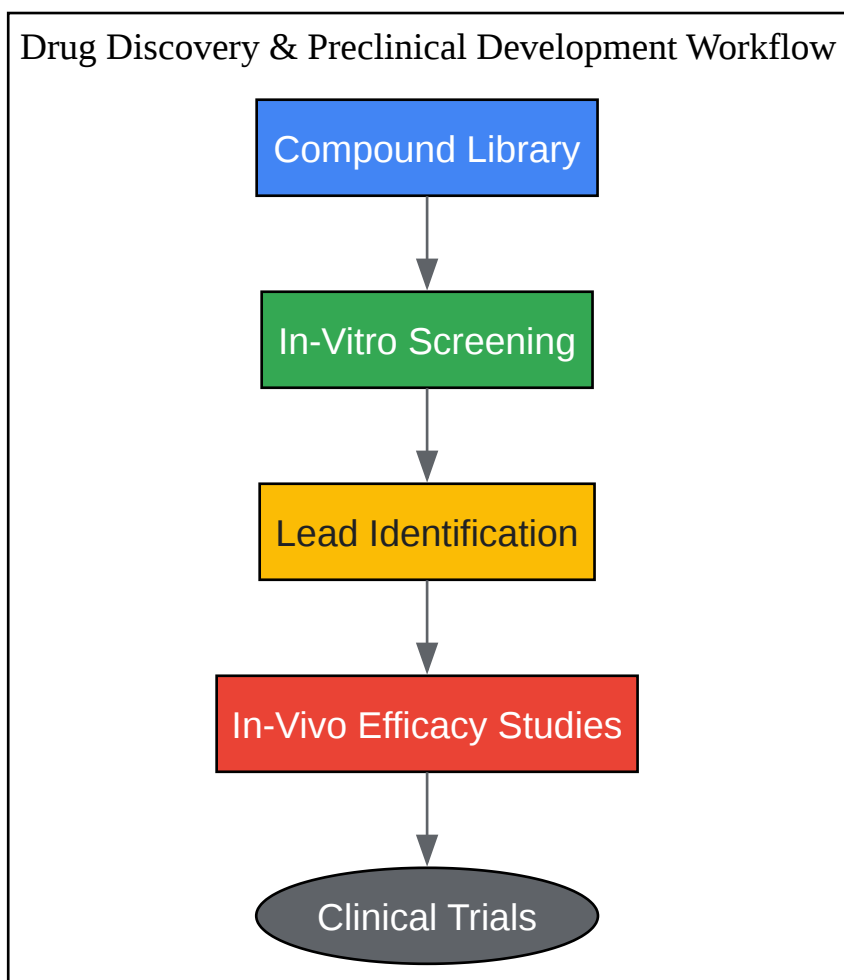 Drug Discovery & Preclinical Development Workflow
Compound Library
In-Vitro Screening
Lead Identification
In-Vivo Efficacy Studies
Clinical Trials